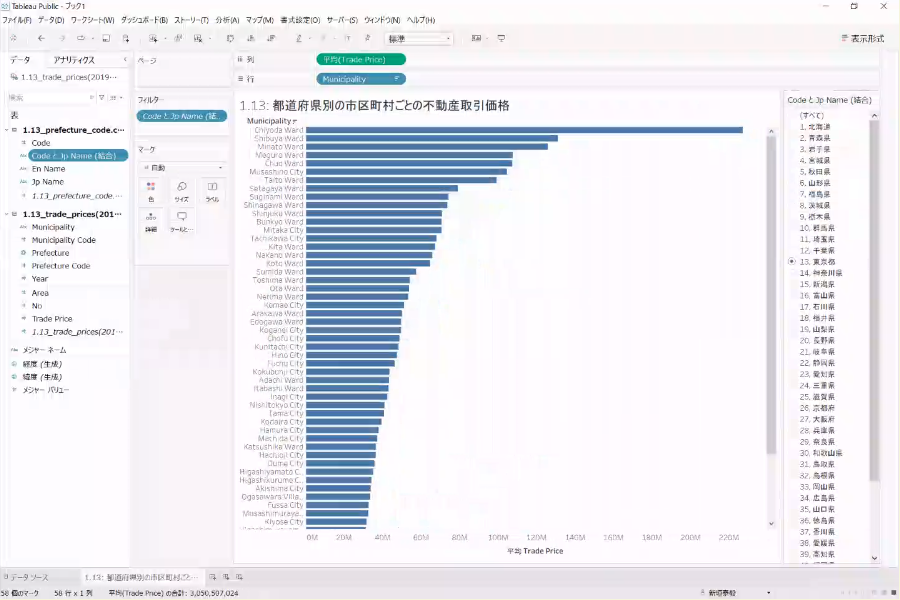 Tableau Public - ブック1
ファイル(F) データ(D) ワークシート(W) ダッシュボード(B) ストーリー(T) 分析(A) マップ(M) 書式設定(O) サーバー(S) ウィンドウ(N) ヘルプ(H)
標準
表示形式
データ
アナリティクス
1.13_trade_prices(2019…
検索
表
1.13_prefecture_code.c…
Code
Code と Jp Name (結合)
En Name
Jp Name
1.13_prefecture_code.…
1.13_trade_prices(201…
Municipality
Municipality Code
Prefecture
Prefecture Code
Year
Area
No
Trade Price
1.13_trade_prices(201…
メジャー ネーム
経度 (生成)
緯度 (生成)
メジャー バリュー
ページ
フィルター
Code と Jp Name (結..
マーク
自動
色
サイズ
ラベル
詳細
ツールヒ…
列
平均(Trade Price)
行
Municipality
1.13: 都道府県別の市区町村ごとの不動産取引価格
Municipality
Chiyoda Ward
Shibuya Ward
Minato Ward
Meguro Ward
Chuo Ward
Musashino City
Taito Ward
Setagaya Ward
Suginami Ward
Shinagawa Ward
Shinjuku Ward
Bunkyo Ward
Mitaka City
Tachikawa City
Kita Ward
Nakano Ward
Koto Ward
Sumida Ward
Toshima Ward
Ota Ward
Nerima Ward
Komae City
Arakawa Ward
Edogawa Ward
Koganei City
Chofu City
Kunitachi City
Hino City
Fuchu City
Kokubunji City
Adachi Ward
Itabashi Ward
Inagi City
Nishitokyo City
Tama City
Kodaira City
Hamura City
Machida City
Katsushika Ward
Hachioji City
Ome City
Higashiyamato C..
Higashikurume C..
Akishima City
Ogasawara Villa..
Fussa City
Musashimuraya..
Kiyose City
0M 20M 40M 60M 80M 100M 120M 140M 160M 180M 200M 220M
平均 Trade Price
Code と Jp Name (結合)
(すべて)
1. 北海道
2. 青森県
3. 岩手県
4. 宮城県
5. 秋田県
6. 山形県
7. 福島県
8. 茨城県
9. 栃木県
10. 群馬県
11. 埼玉県
12. 千葉県
13. 東京都
14. 神奈川県
15. 新潟県
16. 富山県
17. 石川県
18. 福井県
19. 山梨県
20. 長野県
21. 岐阜県
22. 静岡県
23. 愛知県
24. 三重県
25. 滋賀県
26. 京都府
27. 大阪府
28. 兵庫県
29. 奈良県
30. 和歌山県
31. 鳥取県
32. 島根県
33. 岡山県
34. 広島県
35. 山口県
36. 徳島県
37. 香川県
38. 愛媛県
39. 高知県
データ ソース
1.13: 都道府県別の市区町村ごと…
58 個のマーク 58 行 x 1 列 平均(Trade Price) の合計: 3,050,507,024